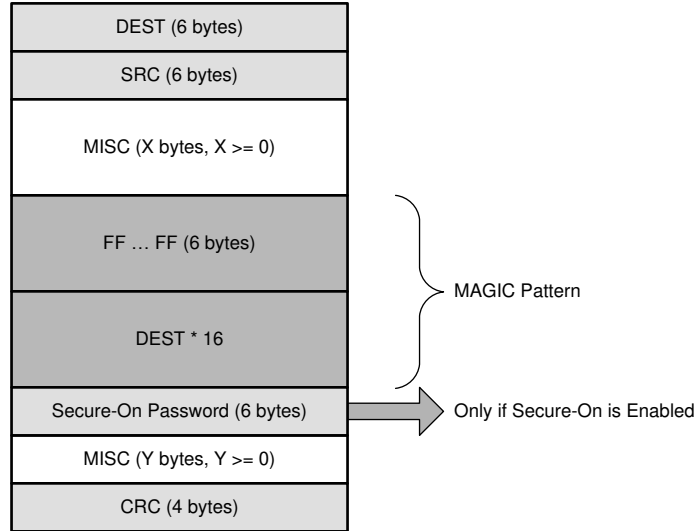 DEST (6 bytes)
SRC (6 bytes)
MISC (X bytes, X >= 0)
FF … FF (6 bytes)
MAGIC Pattern
DEST * 16
Secure-On Password (6 bytes)
Only if Secure-On is Enabled
MISC (Y bytes, Y >= 0)
CRC (4 bytes)